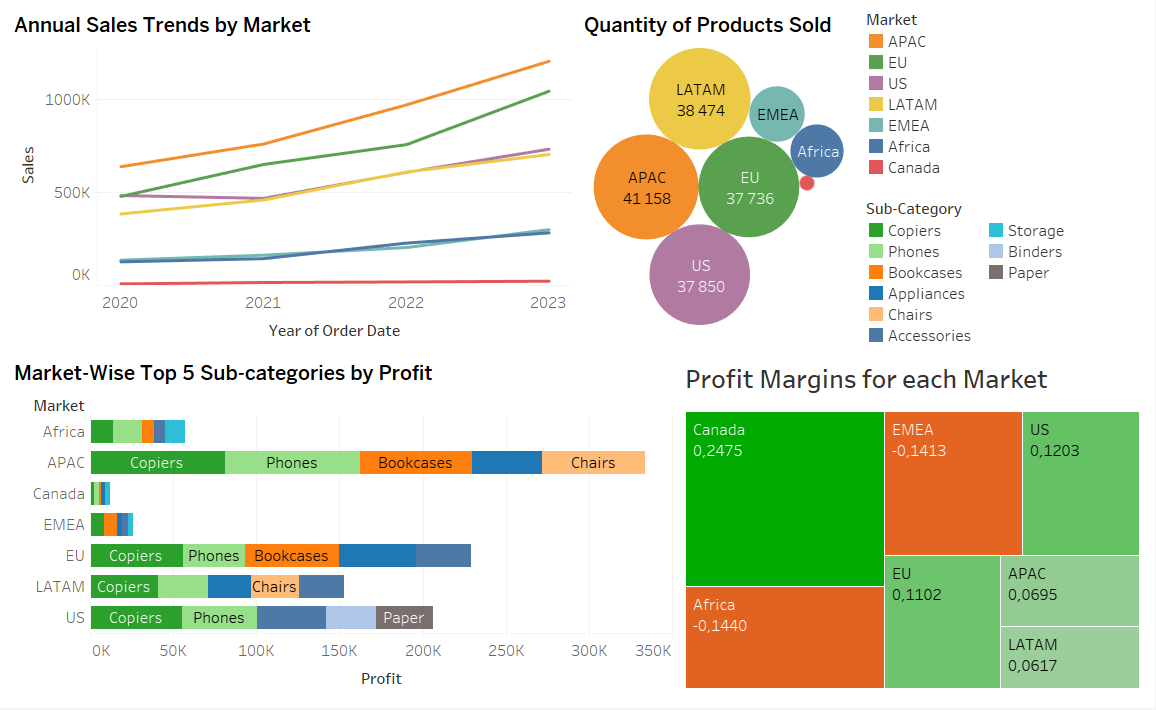 Annual Sales Trends by Market
1000K
500K
0K
Sales
2020 2021 2022 2023
Year of Order Date
Quantity of Products Sold
LATAM
38 474
EMEA
Africa
APAC
41 158
EU
37 736
US
37 850
Market
APAC
EU
US
LATAM
EMEA
Africa
Canada
Sub-Category
Copiers
Phones
Bookcases
Appliances
Chairs
Accessories
Storage
Binders
Paper
Market-Wise Top 5 Sub-categories by Profit
Market
Africa
APAC Copiers Phones Bookcases Chairs
Canada
EMEA
EU Copiers Phones Bookcases
LATAM Copiers Chairs
US Copiers Phones Paper
0K 50K 100K 150K 200K 250K 300K 350K
Profit
Profit Margins for each Market
Canada
0,2475
EMEA
-0,1413
US
0,1203
Africa
-0,1440
EU
0,1102
APAC
0,0695
LATAM
0,0617